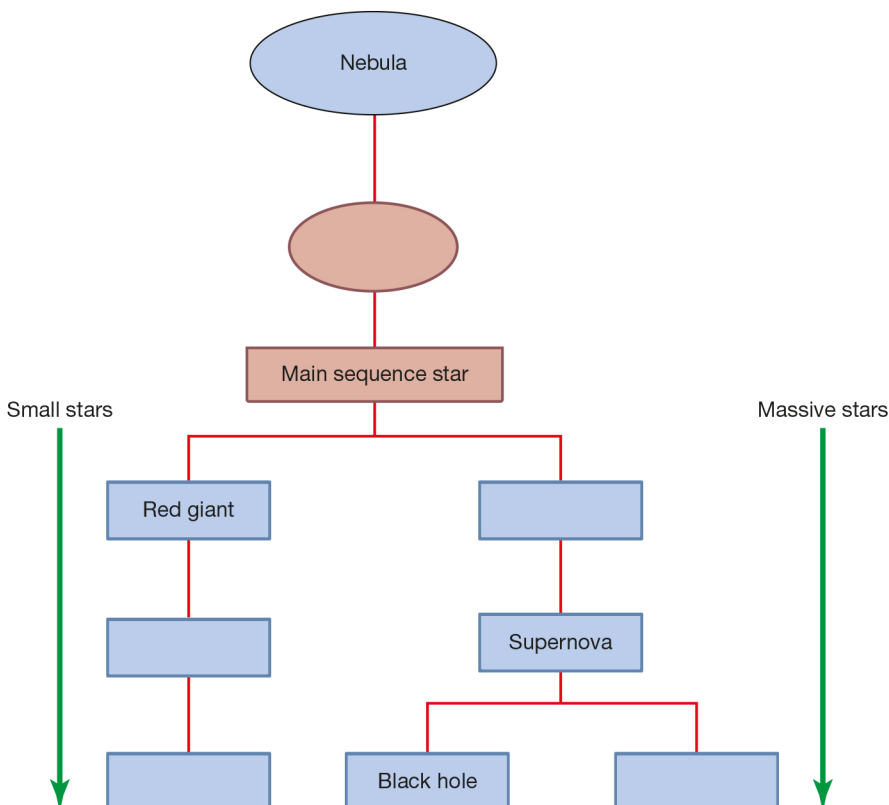 Nebula
Main sequence star
Small stars
Massive stars
Red giant
Supernova
Black hole